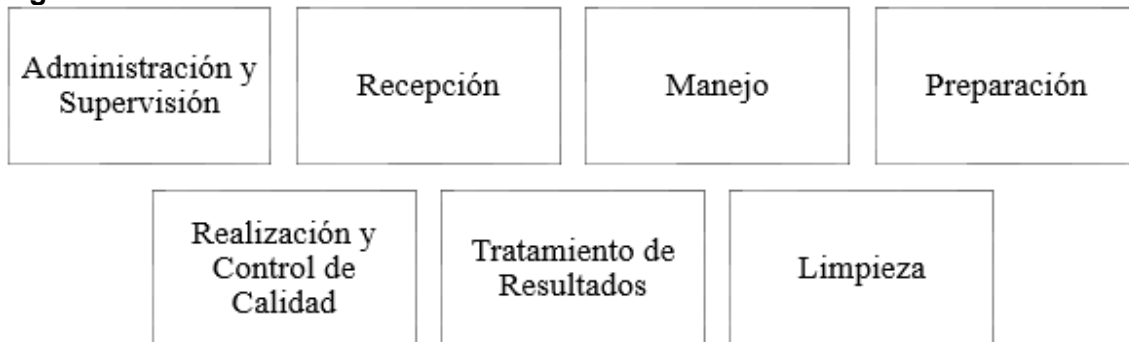 Administración y
Supervisión
Recepción
Manejo
Preparación
Realización y
Control de
Calidad
Tratamiento de
Resultados
Limpieza